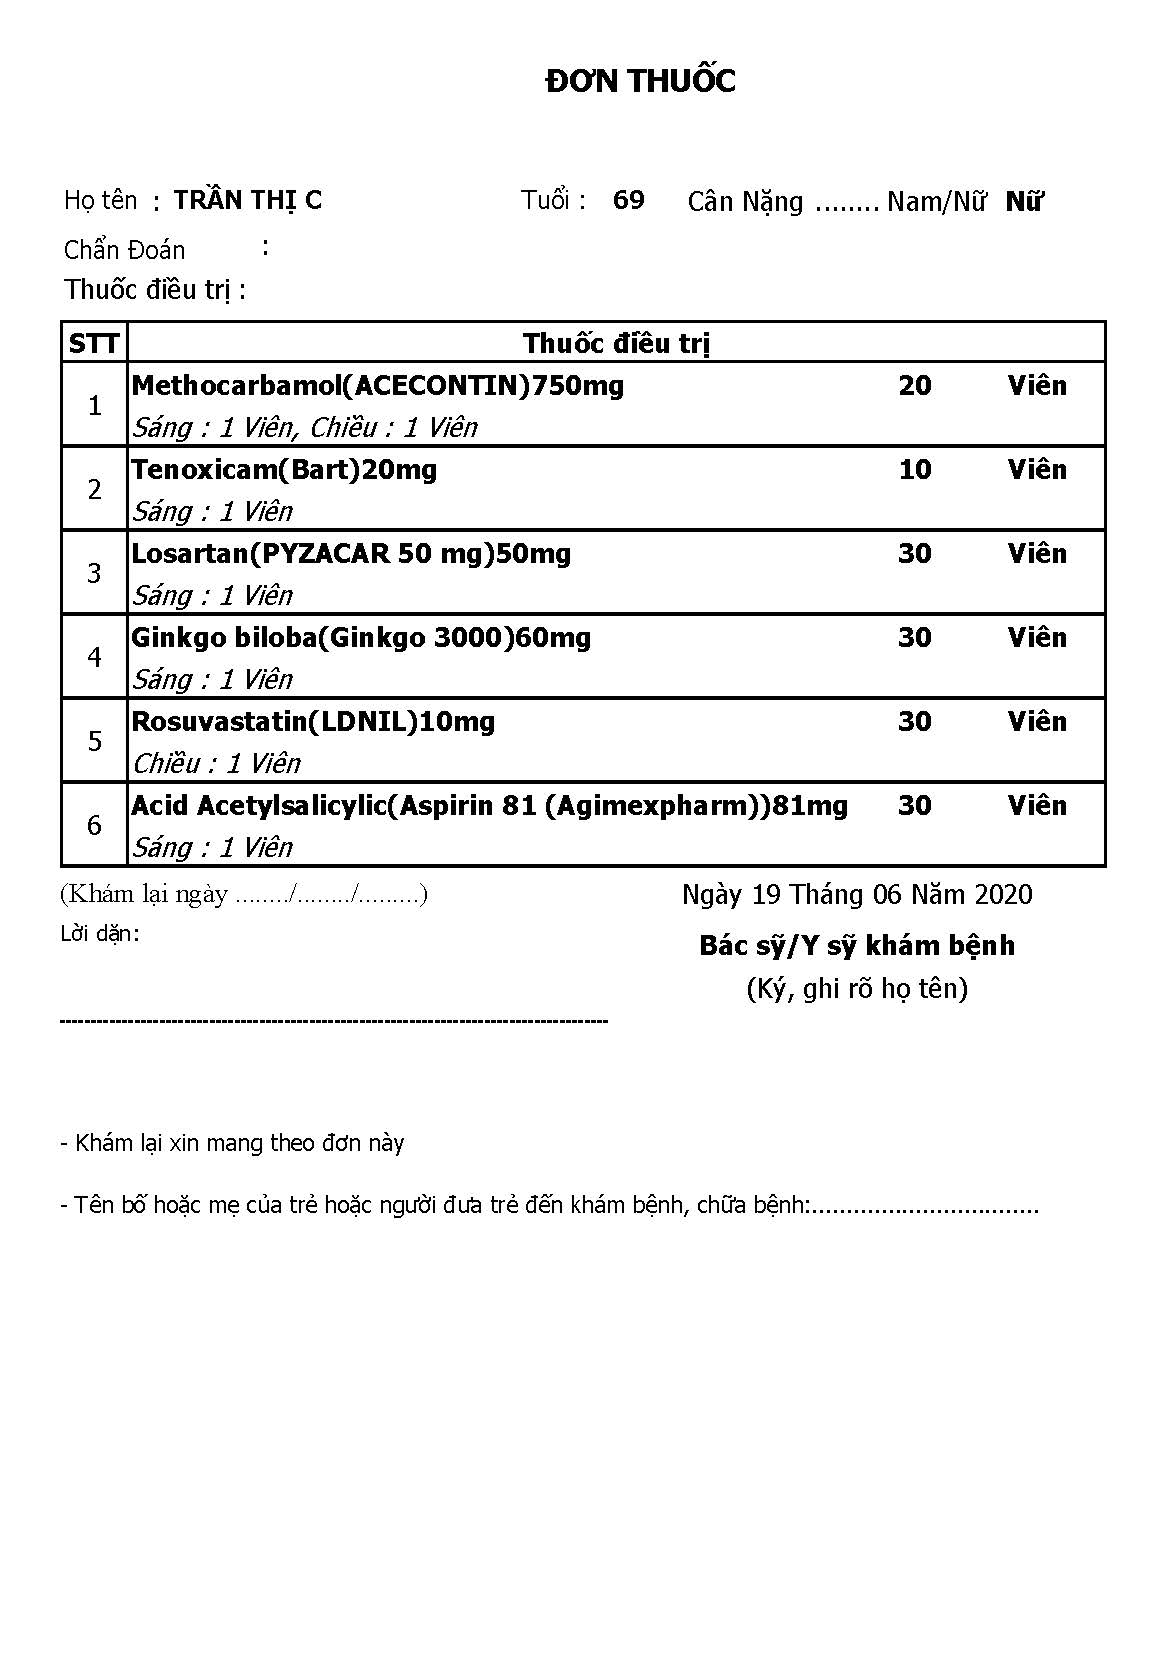 ĐƠN THUỐC
Họ tên : TRẦN THỊ C Tuổi : 69 Cân Nặng ........ Nam/Nữ Nữ
Chẩn Đoán :
Thuốc điều trị :
STT Thuốc điều trị
1 Methocarbamol(ACECONTIN)750mg 20 Viên
Sáng : 1 Viên, Chiều : 1 Viên
2 Tenoxicam(Bart)20mg 10 Viên
Sáng : 1 Viên
3 Losartan(PYZACAR 50 mg)50mg 30 Viên
Sáng : 1 Viên
4 Ginkgo biloba(Ginkgo 3000)60mg 30 Viên
Sáng : 1 Viên
5 Rosuvastatin(LDNIL)10mg 30 Viên
Chiều : 1 Viên
6 Acid Acetylsalicylic(Aspirin 81 (Agimexpharm))81mg 30 Viên
Sáng : 1 Viên
(Khám lại ngày ......../......../.........) Ngày 19 Tháng 06 Năm 2020
Lời dặn:
Bác sỹ/Y sỹ khám bệnh
(Ký, ghi rõ họ tên)
- Khám lại xin mang theo đơn này
- Tên bố hoặc mẹ của trẻ hoặc người đưa trẻ đến khám bệnh, chữa bệnh:.................................